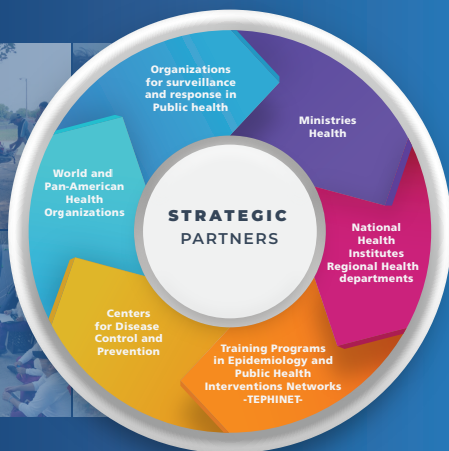 Organizations
for surveillance
and response in
Public health
Ministries
Health
National
Health
Institutes
Regional Health
departments
Training Programs
in Epidemiology and
Public Health
Interventions Networks
-TEPHINET-
Centers
for Disease
Control and
Prevention
World and
Pan-American
Health
Organizations
STRATEGIC
PARTNERS